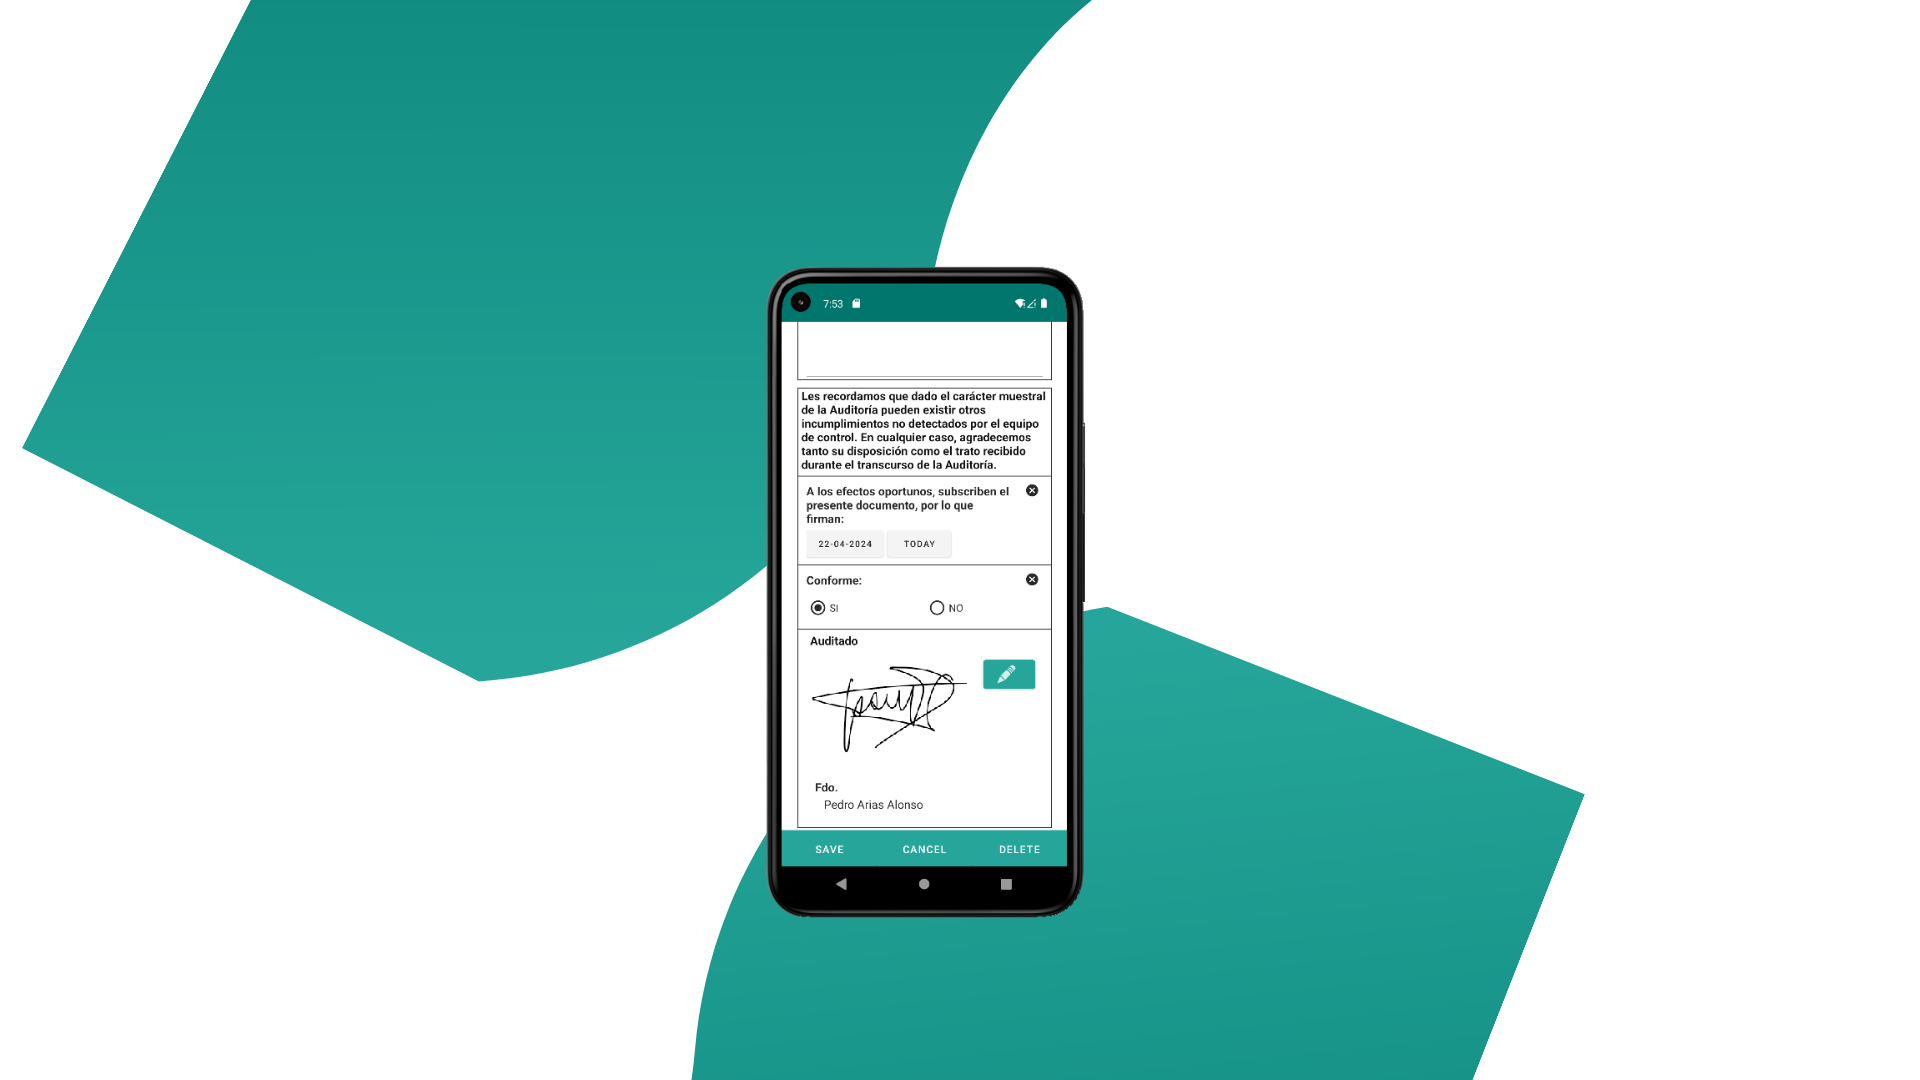 7:53
Les recordamos que dado el carácter muestral
de la Auditoría pueden existir otros
incumplimientos no detectados por el equipo
de control. En cualquier caso, agradecemos
tanto su disposición como el trato recibido
durante el transcurso de la Auditoría.
A los efectos oportunos, subscriben el
presente documento, por lo que
firman:
22-04-2024 TODAY
Conforme:
SI NO
Auditado
Fdo.
Pedro Arias Alonso
SAVE CANCEL DELETE